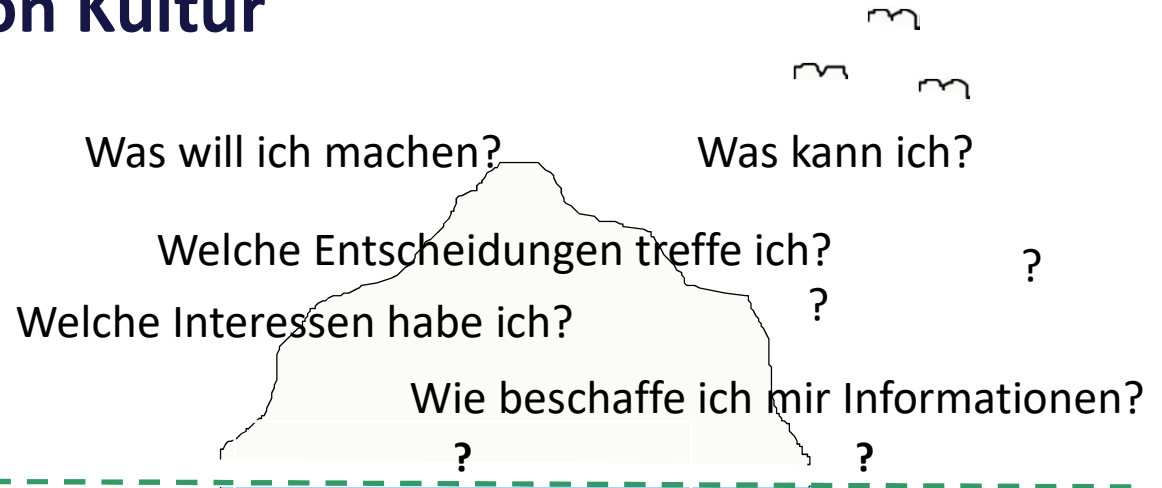 on Kultur
Was will ich machen?
Was kann ich?
Welche Entscheidungen treffe ich?
?
?
Welche Interessen habe ich?
Wie beschaffe ich mir Informationen?
?
?